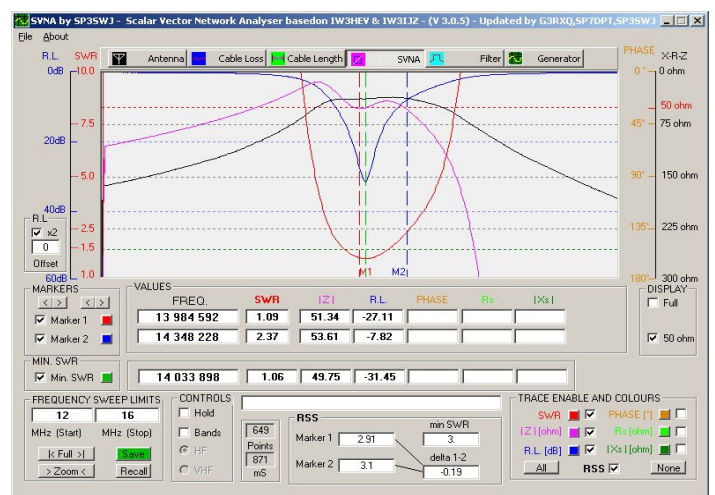 SVNA by SP3SWJ - Scalar Vector Network Analyser basedon IW3HEV & IW3IJZ - (V 3.0.5) - Updated by G3RXQ,SP7DPT,SP3SWJ
File About
R.L. SWR Antenna Cable Loss Cable Length SVNA Filter Generator PHASE X-R-Z
0dB 10.0 0° 0 ohm
50 ohm
7.5 45° 75 ohm
20dB
5.0 90° 150 ohm
40dB
R.L
x2 2.5 135° 225 ohm
0 1.5
Offset
60dB 1.0 M1 M2 180° 300 ohm
MARKERS VALUES DISPLAY
< > < > FREQ. SWR |Z| R.L. PHASE Rs |Xs| Full
Marker 1 13 984 592 1.09 51.34 -27.11
Marker 2 14 348 228 2.37 53.61 -7.82 50 ohm
MIN. SWR
Min. SWR 14 033 898 1.06 49.75 -31.45
FREQUENCY SWEEP LIMITS CONTROLS TRACE ENABLE AND COLOURS
12 16 Hold RSS SWR PHASE [°]
MHz (Start) MHz (Stop) Bands 649 Points min SWR |Z| [ohm] Rs [ohm]
|< Full >| Save HF 871 mS Marker 1 2.91 3. R.L. [dB] |Xs| [ohm]
> Zoom < Recall VHF Marker 2 3.1 delta 1-2 -0.19 All RSS None